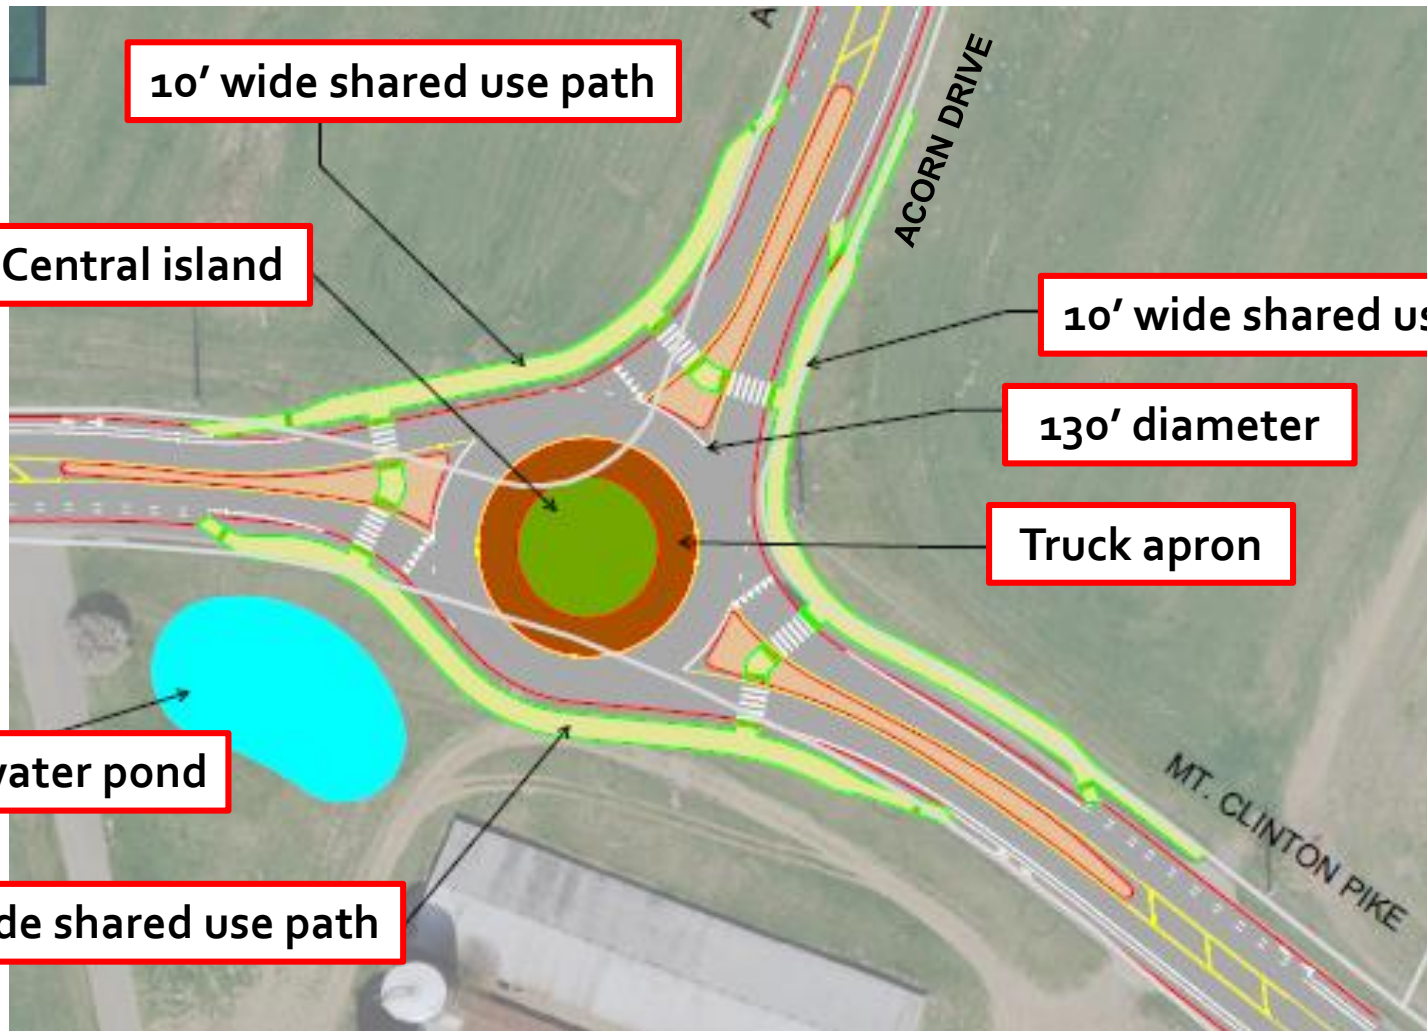 A
10' wide shared use path
ACORN DRIVE
Central island
10' wide shared us
130' diameter
Truck apron
vater pond
MT. CLINTON PIKE
de shared use path